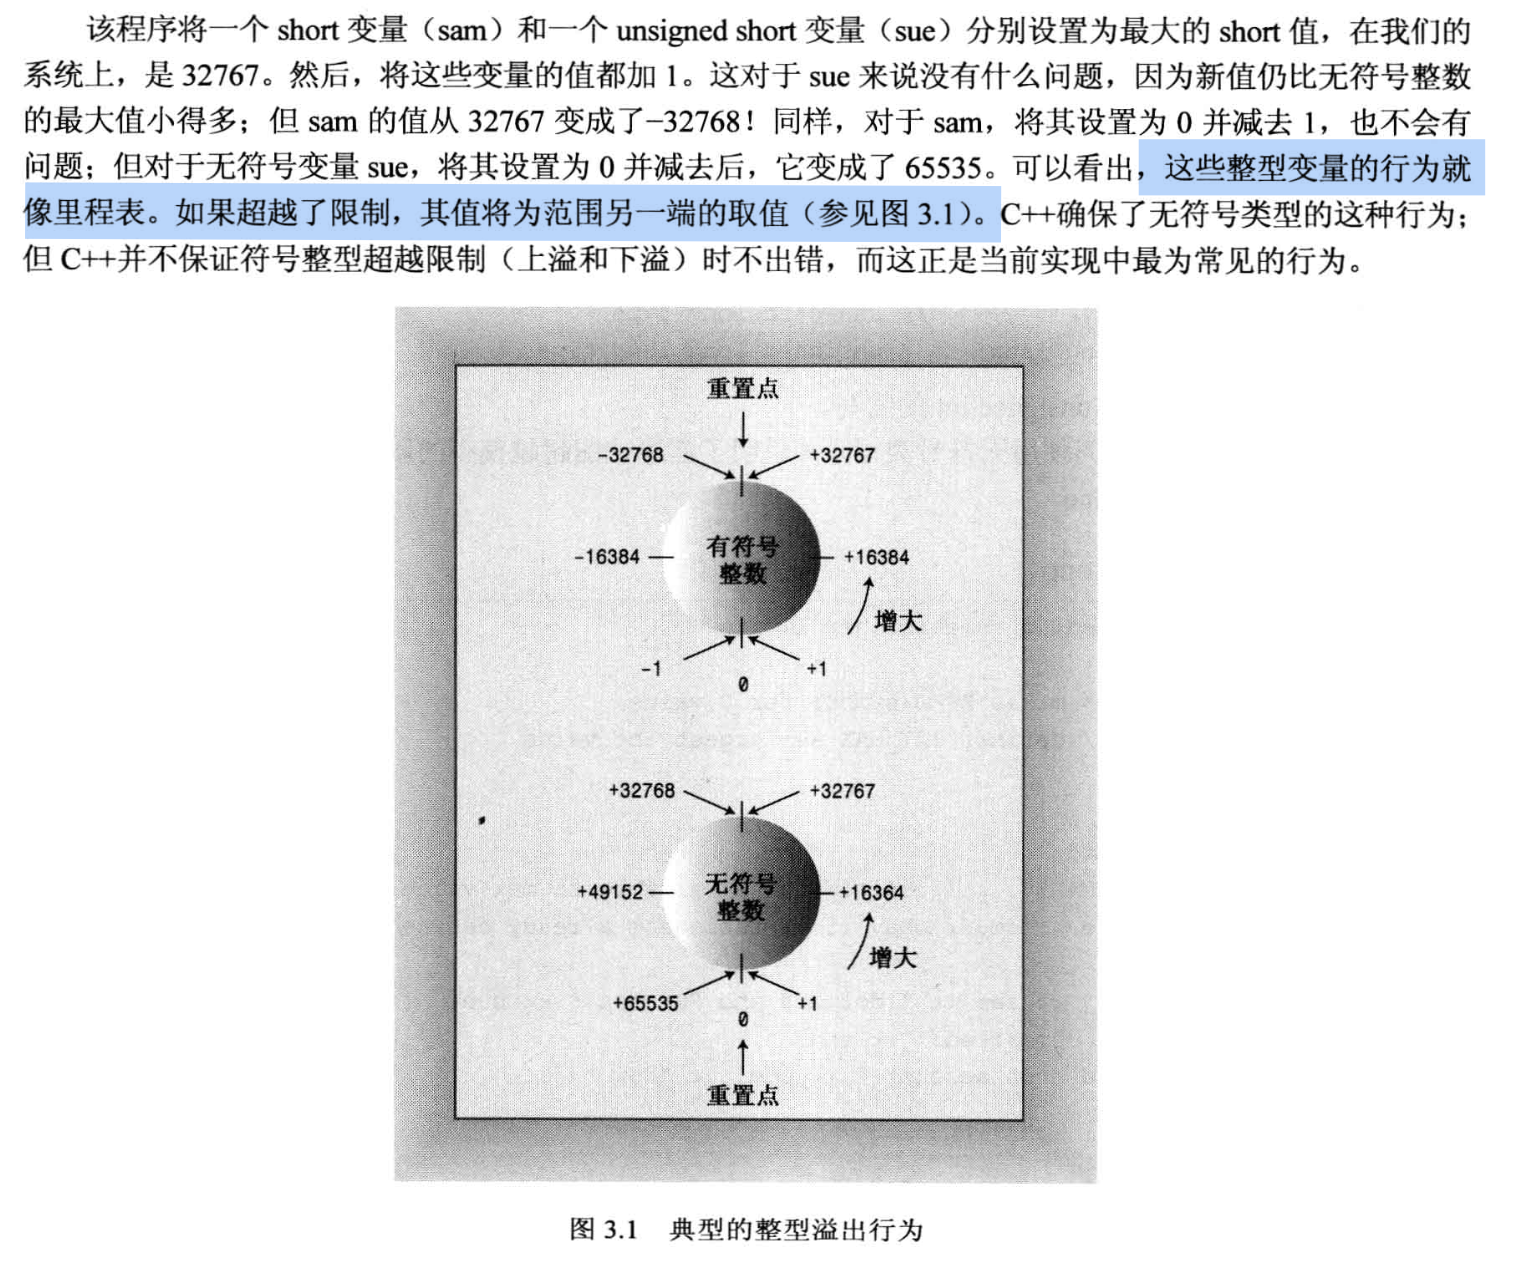 该程序将一个 short 变量（sam）和一个 unsigned short 变量（sue）分别设置为最大的 short 值，在我们的
系统上，是 32767。然后，将这些变量的值都加 1。这对于 sue 来说没有什么问题，因为新值仍比无符号整数
的最大值小得多；但 sam 的值从 32767 变成了−32768！同样，对于 sam，将其设置为 0 并减去 1，也不会有
问题；但对于无符号变量 sue，将其设置为 0 并减去后，它变成了 65535。可以看出，这些整型变量的行为就
像里程表。如果超越了限制，其值将为范围另一端的取值（参见图 3.1）。C++确保了无符号类型的这种行为；
但 C++并不保证符号整型超越限制（上溢和下溢）时不出错，而这正是当前实现中最为常见的行为。
重置点
-32768
+32767
-16384
有符号
整数
+16384
增大
-1
+1
0
+32768
+32767
+49152
无符号
整数
+16364
增大
+65535
+1
0
重置点
图 3.1 典型的整型溢出行为